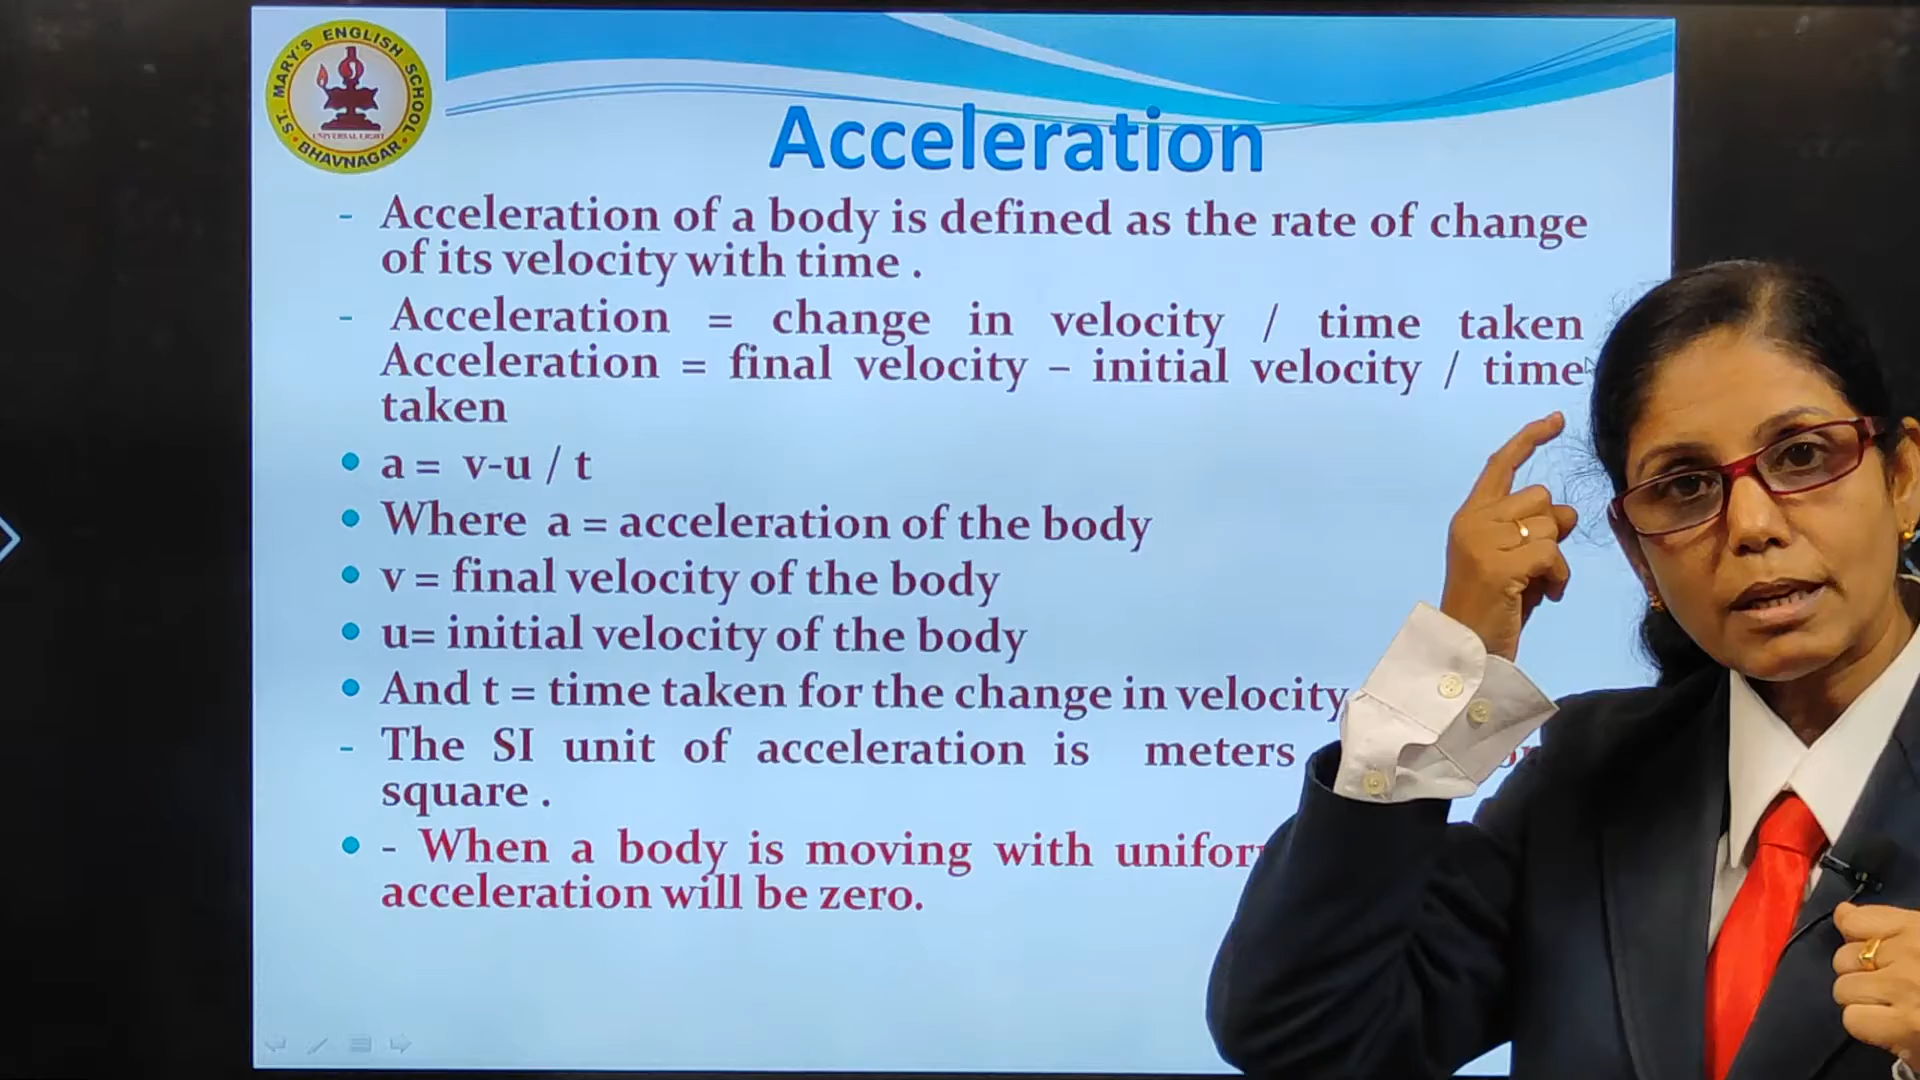 ST. MARY'S ENGLISH SCHOOL
UNIVERSAL LIGHT
BHAVNAGAR
Acceleration
- Acceleration of a body is defined as the rate of change
of its velocity with time .
- Acceleration = change in velocity / time taken
Acceleration = final velocity – initial velocity / time
taken
• a = v-u / t
• Where a = acceleration of the body
• v = final velocity of the body
• u= initial velocity of the body
• And t = time taken for the change in velocity
- The SI unit of acceleration is meters
square .
• - When a body is moving with
acceleration will be zero.